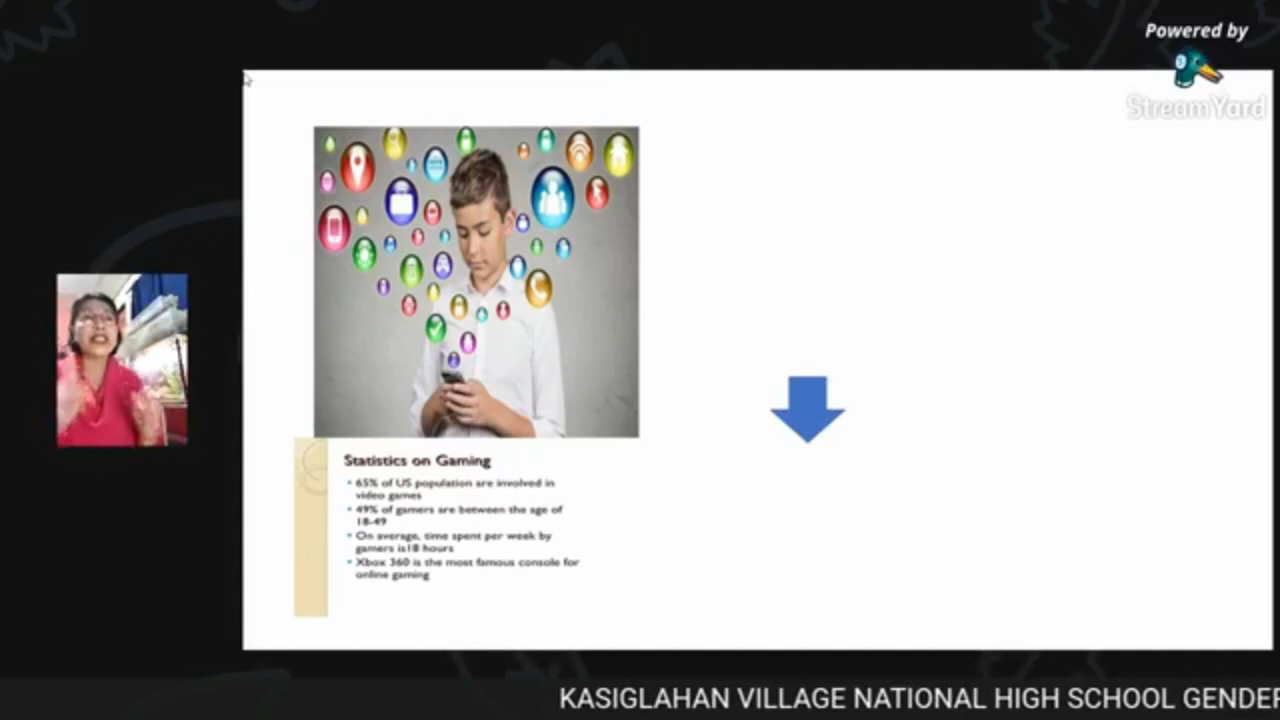 Powered by
StreamYard
Statistics on Gaming
• 65% of US population are involved in
video games
• 49% of gamers are between the age of
18-49
• On average, time spent per week by
gamers is18 hours
• Xbox 360 is the most famous console for
online gaming
KASIGLAHAN VILLAGE NATIONAL HIGH SCHOOL GENDER